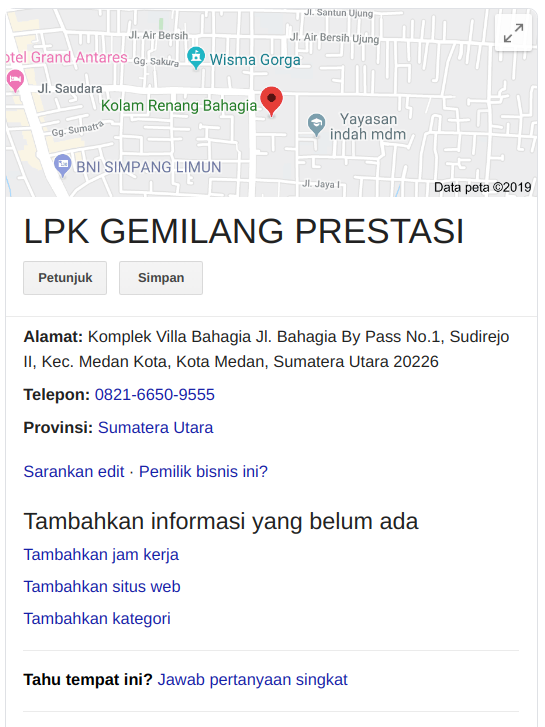 Jl. Santun Ujung
Jl. Air Bersih
Jl. Air Bersih Ujung
otel Grand Antares
Gg. Sakura
Wisma Gorga
Jl. Saudara
Kolam Renang Bahagia
Yayasan
indah mdm
Gg. Sumatra
BNI SIMPANG LIMUN
Jl. Jaya I
Data peta ©2019
LPK GEMILANG PRESTASI
Petunjuk
Simpan
Alamat: Komplek Villa Bahagia Jl. Bahagia By Pass No.1, Sudirejo
II, Kec. Medan Kota, Kota Medan, Sumatera Utara 20226
Telepon: 0821-6650-9555
Provinsi: Sumatera Utara
Sarankan edit · Pemilik bisnis ini?
Tambahkan informasi yang belum ada
Tambahkan jam kerja
Tambahkan situs web
Tambahkan kategori
Tahu tempat ini? Jawab pertanyaan singkat